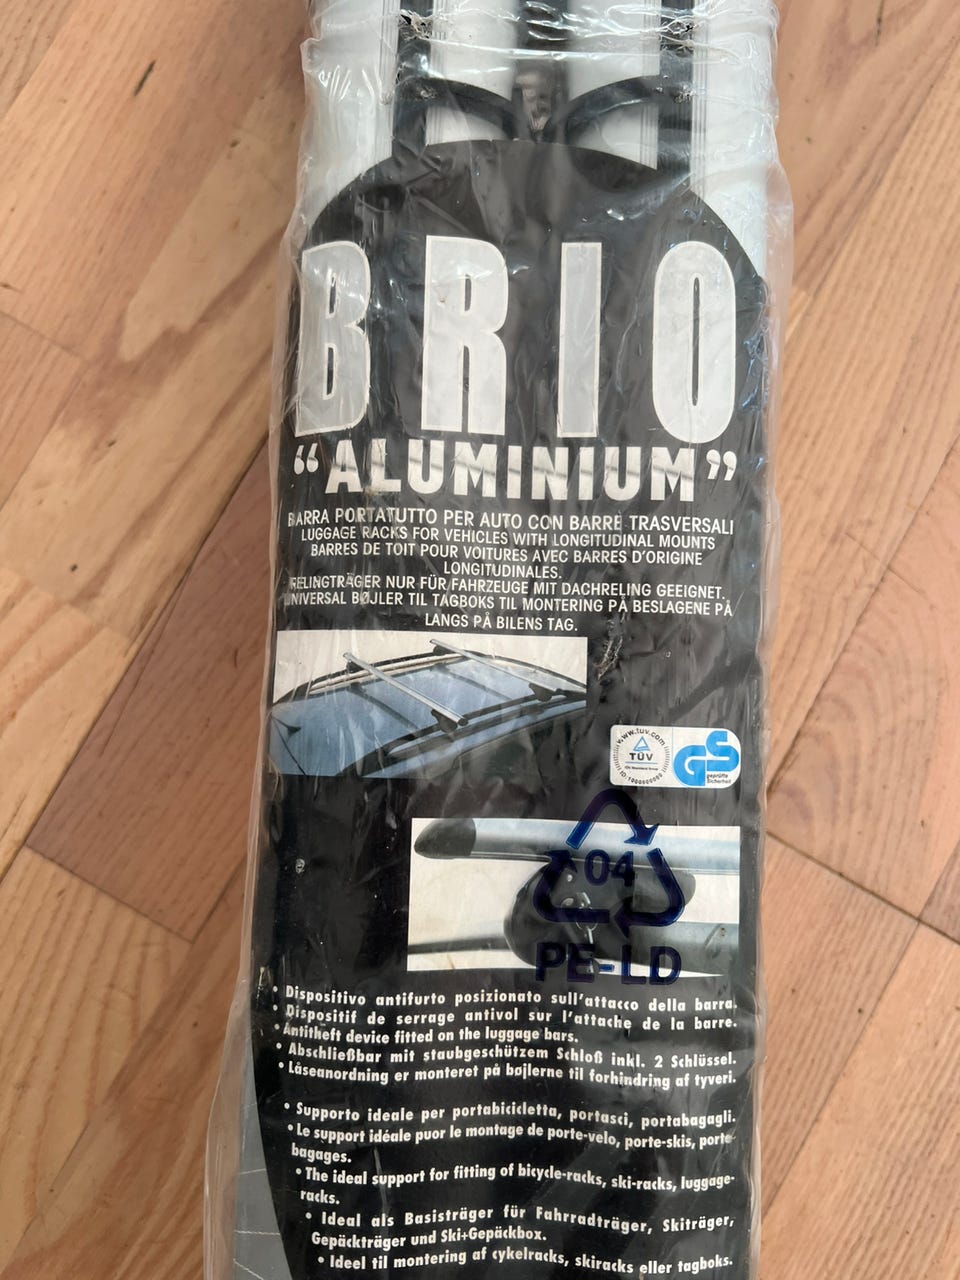 BRIO
“ALUMINIUM”
BARRA PORTATUTTO PER AUTO CON BARRE TRASVERSALI
LUGGAGE RACKS FOR VEHICLES WITH LONGITUDINAL MOUNTS
BARRES DE TOIT POUR VOITURES AVEC BARRES D'ORIGINE
LONGITUDINALES.
RELINGTRÄGER NUR FÜR FAHRZEUGE MIT DACHRELING GEEIGNET.
UNIVERSAL BØJLER TIL TAGBOKS TIL MONTERING PÅ BESLAGENE PÅ
LANGS PÅ BILENS TAG.
www.tuv.com
TÜV
GS
geprüfte
Sicherheit
04
PE-LD
• Dispositivo antifurto posizionato sull'attacco della barra.
• Dispositif de serrage antivol sur l'attache de la barre.
• Antitheft device fitted on the luggage bars.
• Abschließbar mit staubgeschützem Schloß inkl. 2 Schlüssel.
• Låseanordning er monteret på bøjlerne til forhindring af tyveri.
• Supporto ideale per portabicicletta, portasci, portabagagli.
• Le support idéale puor le montage de porte-velo, porte-skis, porte-
bagages.
• The ideal support for fitting of bicycle-racks, ski-racks, luggage-
racks.
• Ideal als Basisträger für Fahrradträger, Skiträger,
Gepäckträger und Ski+Gepäckbox.
• Ideel til montering af cykelracks, skiracks eller tagboks.